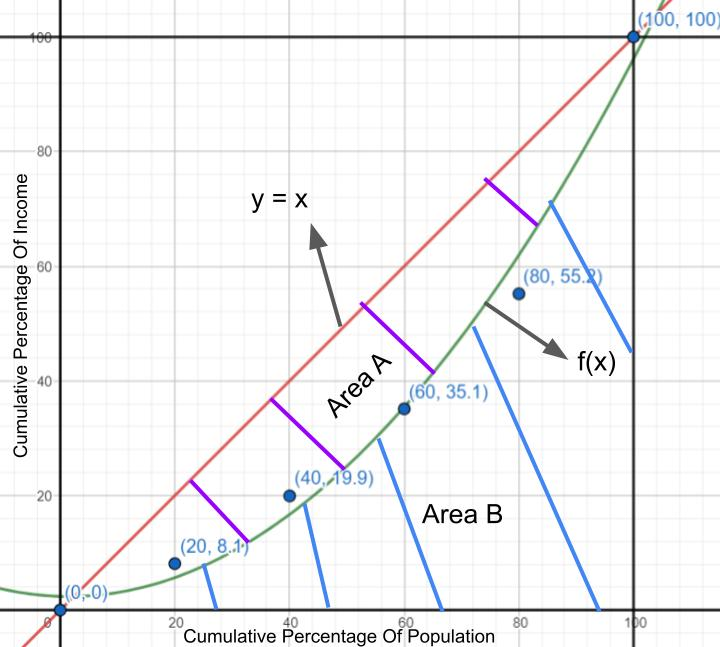 (100, 100)
100
80
y = x
60
(80, 55.2)
f(x)
Area A
40
(60, 35.1)
(40, 19.9)
20
Area B
(20, 8.1)
(0, 0)
0
20
40
60
80
100
Cumulative Percentage Of Population
Cumulative Percentage Of Income